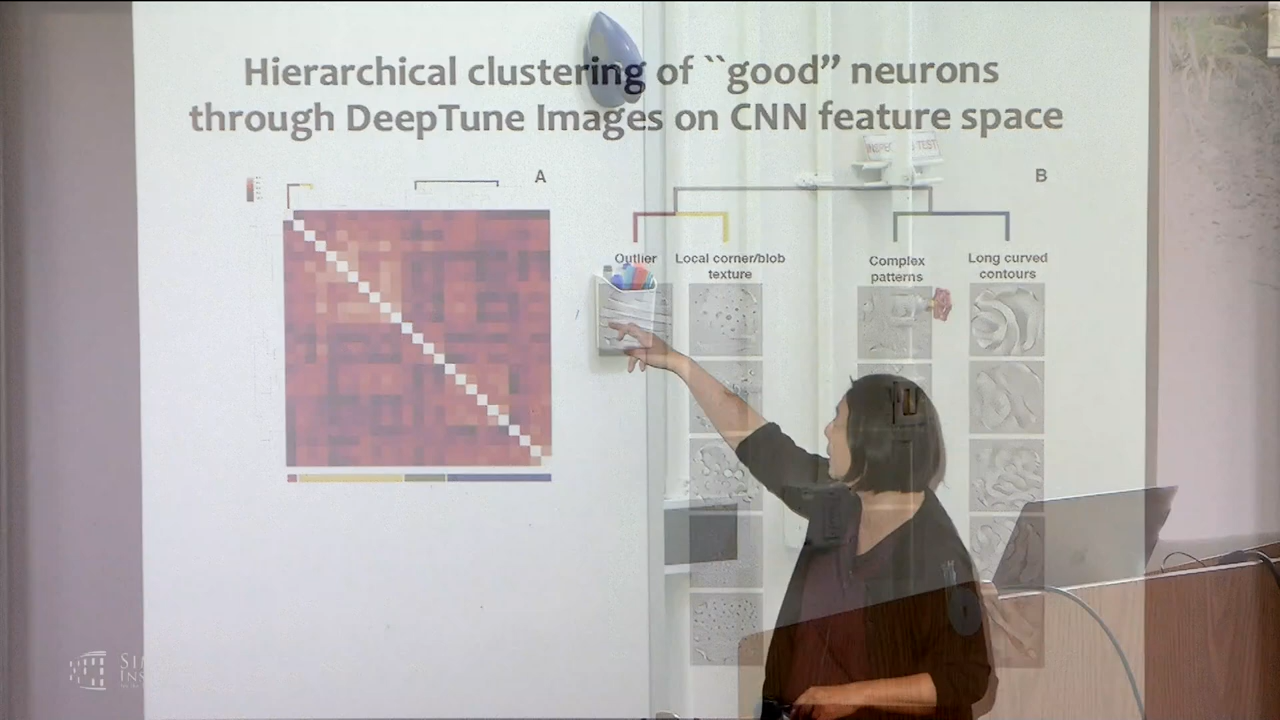 Hierarchical clustering of ``good” neurons
through DeepTune Images on CNN feature space
A
B
Outlier
Local corner/blob
texture
Complex
patterns
Long curved
contours
TEST